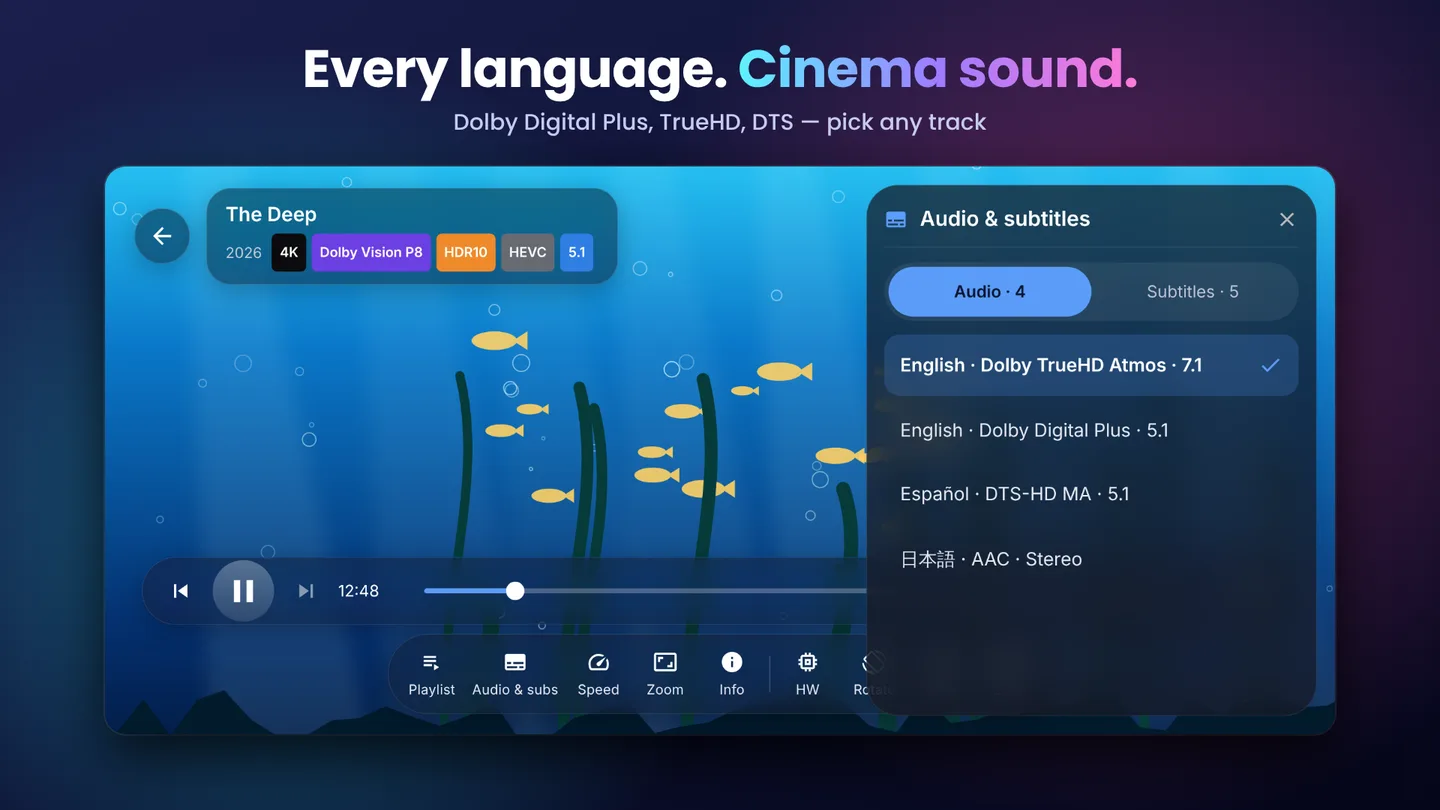 Every language. Cinema sound.
Dolby Digital Plus, TrueHD, DTS — pick any track
The Deep
2026 4K Dolby Vision P8 HDR10 HEVC 5.1
Audio & subtitles
Audio · 4 Subtitles · 5
English · Dolby TrueHD Atmos · 7.1
English · Dolby Digital Plus · 5.1
Español · DTS-HD MA · 5.1
日本語 · AAC · Stereo
12:48
Playlist Audio & subs Speed Zoom Info HW Rotate